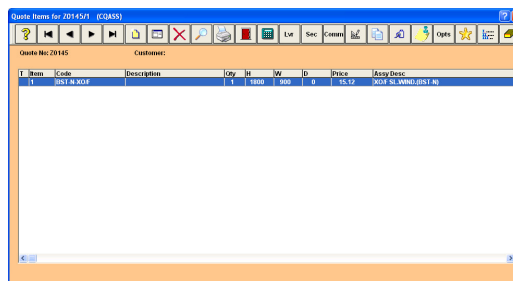 Quote Items for Z0145/1 (CQASS)
? Lvr Sec Comm Opts
Quote No: Z0145 Customer:
T Item Code Description Qty H W D Price Assy Desc
1 BST-N-XO/F 1 1800 900 0 15.12 XO/F SL.WIND.(BST-N)